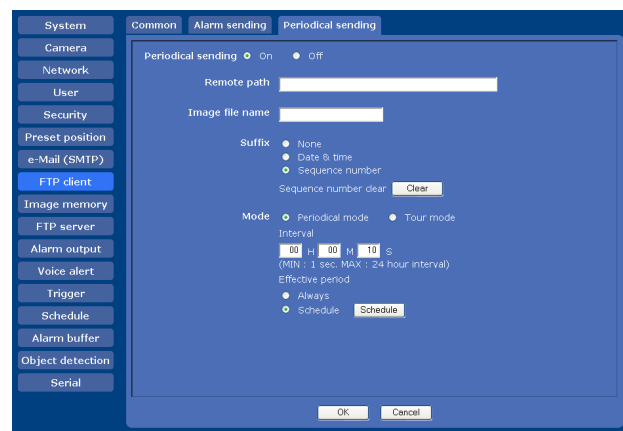 System
Camera
Network
User
Security
Preset position
e-Mail (SMTP)
FTP client
Image memory
FTP server
Alarm output
Voice alert
Trigger
Schedule
Alarm buffer
Object detection
Serial
Common Alarm sending Periodical sending
Periodical sending On Off
Remote path
Image file name
Suffix None
Date & time
Sequence number
Sequence number clear Clear
Mode Periodical mode Tour mode
Interval
00 H 00 M 10 S
(MIN : 1 sec. MAX : 24 hour interval)
Effective period
Always
Schedule Schedule
OK Cancel